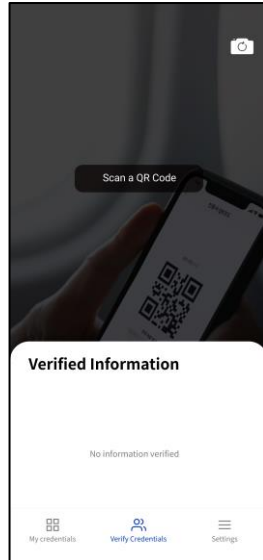 Scan a QR Code
Verified Information
No information verified
My credentials
Verify Credentials
Settings